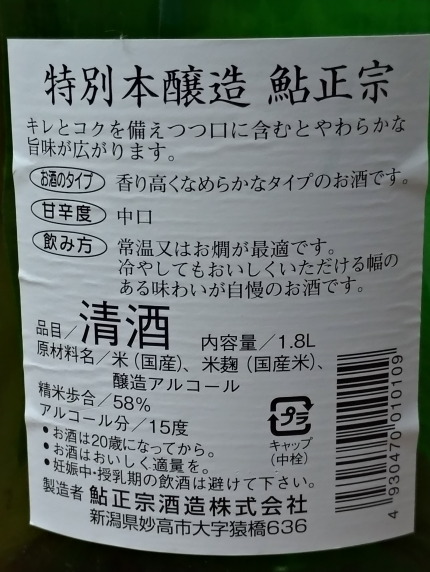 特別本醸造 鮎正宗
キレとコクを備えつつ口に含むとやわらかな
旨味が広がります。
お酒のタイプ 香り高くなめらかなタイプのお酒です。
甘辛度 中口
飲み方 常温又はお燗が最適です。
冷やしてもおいしくいただける幅の
ある味わいが自慢のお酒です。
品目/清酒 内容量/1.8L
原材料名/米(国産)、米麹(国産米)、
醸造アルコール
精米歩合/58%
アルコール分/15度
●お酒は20歳になってから。
●お酒はおいしく適量を。
●妊娠中・授乳期の飲酒は避けて下さい。
プラ
キャップ
(中栓)
製造者 鮎正宗酒造株式会社
新潟県妙高市大字猿橋636
4 930470 010109